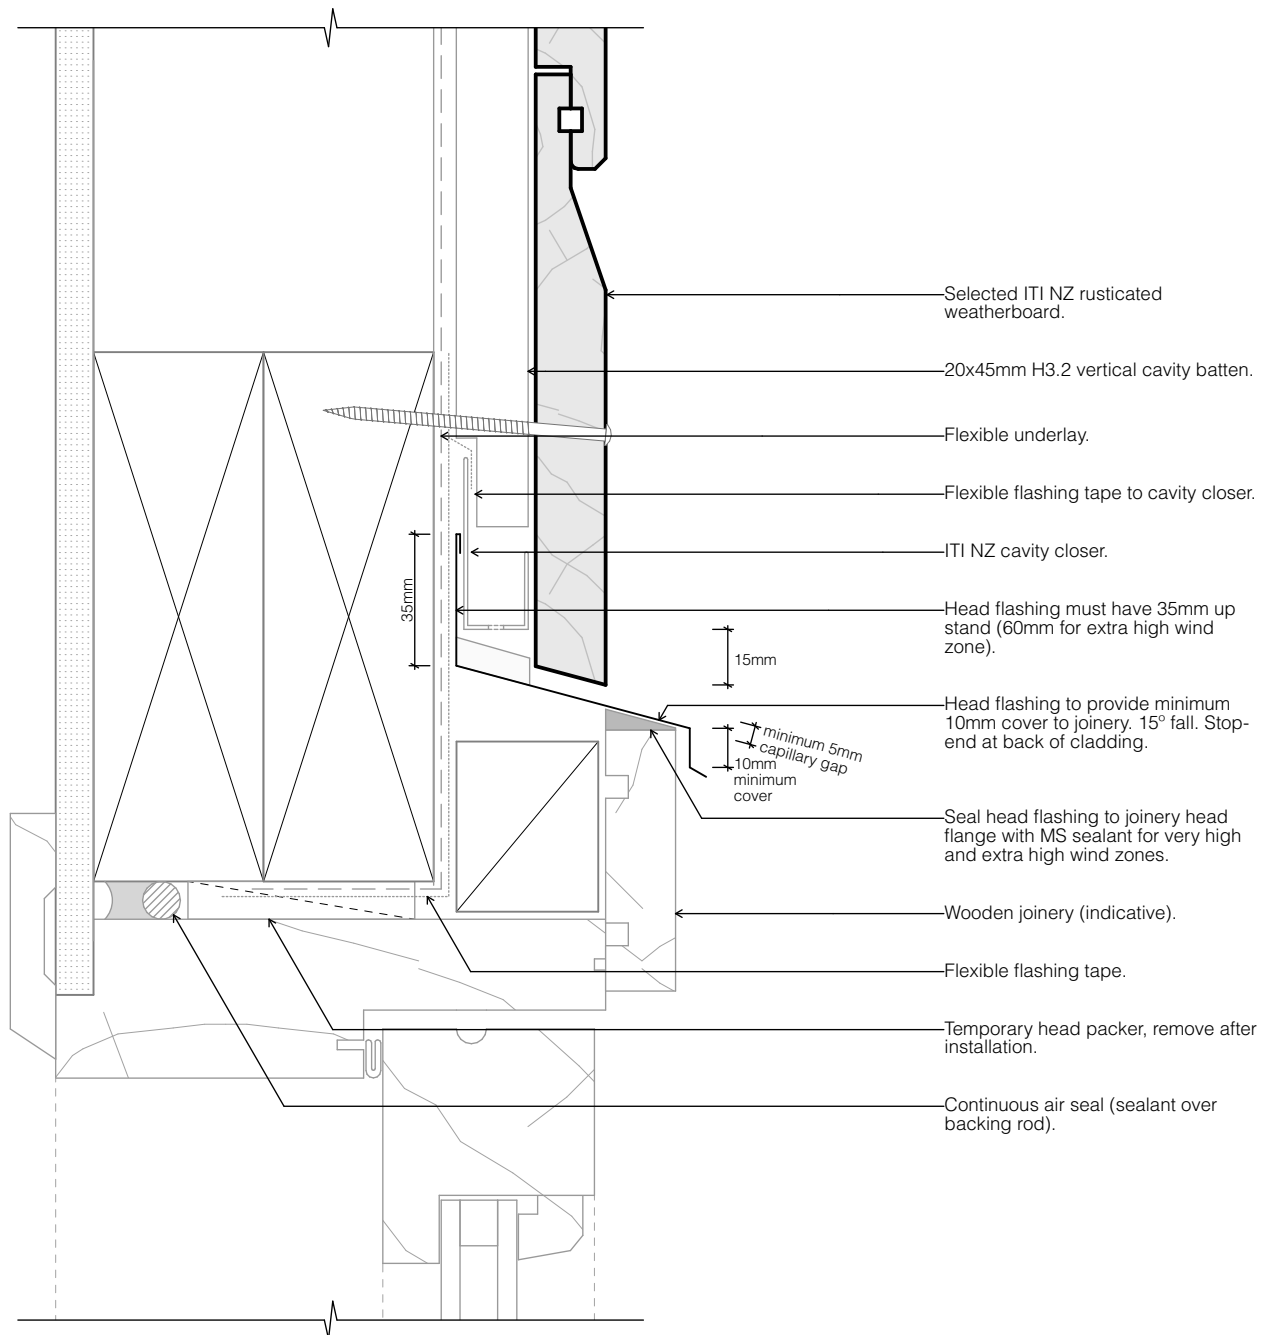 Selected ITI NZ rusticated
weatherboard.
20x45mm H3.2 vertical cavity batten.
Flexible underlay.
Flexible flashing tape to cavity closer.
ITI NZ cavity closer.
35mm
Head flashing must have 35mm up
stand (60mm for extra high wind
zone).
15mm
Head flashing to provide minimum
10mm cover to joinery. 15° fall. Stop-
end at back of cladding.
minimum 5mm
capillary gap
10mm
minimum
cover
Seal head flashing to joinery head
flange with MS sealant for very high
and extra high wind zones.
Wooden joinery (indicative).
Flexible flashing tape.
Temporary head packer, remove after
installation.
Continuous air seal (sealant over
backing rod).